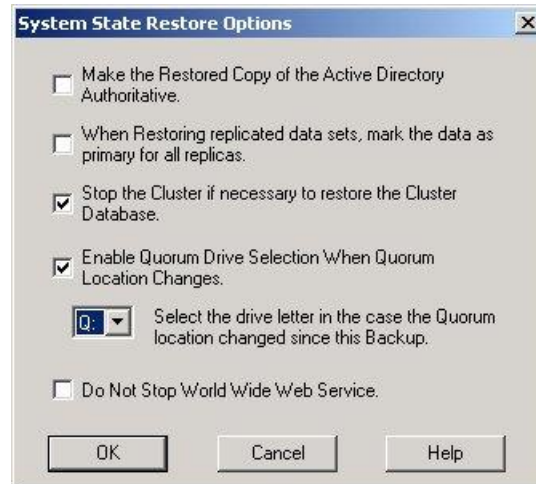 System State Restore Options
Make the Restored Copy of the Active Directory
Authoritative.
When Restoring replicated data sets, mark the data as
primary for all replicas.
Stop the Cluster if necessary to restore the Cluster
Database.
Enable Quorum Drive Selection When Quorum
Location Changes.
Q:
Select the drive letter in the case the Quorum
location changed since this Backup.
Do Not Stop World Wide Web Service.
OK
Cancel
Help